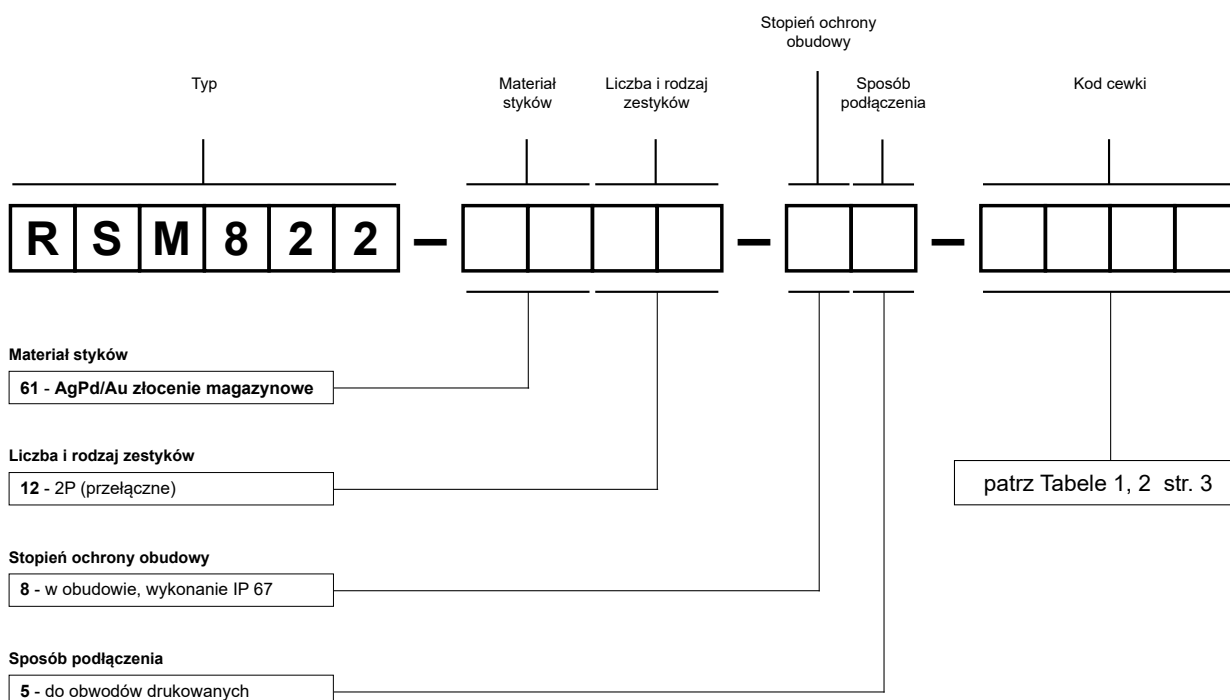 Stopień ochrony
obudowy
Typ
Materiał
styków
Liczba i rodzaj
zestyków
Sposób
podłączenia
Kod cewki
R S M 8 2 2 – – –
Materiał styków
61 - AgPd/Au złocenie magazynowe
Liczba i rodzaj zestyków
12 - 2P (przełączne)
patrz Tabele 1, 2 str. 3
Stopień ochrony obudowy
8 - w obudowie, wykonanie IP 67
Sposób podłączenia
5 - do obwodów drukowanych